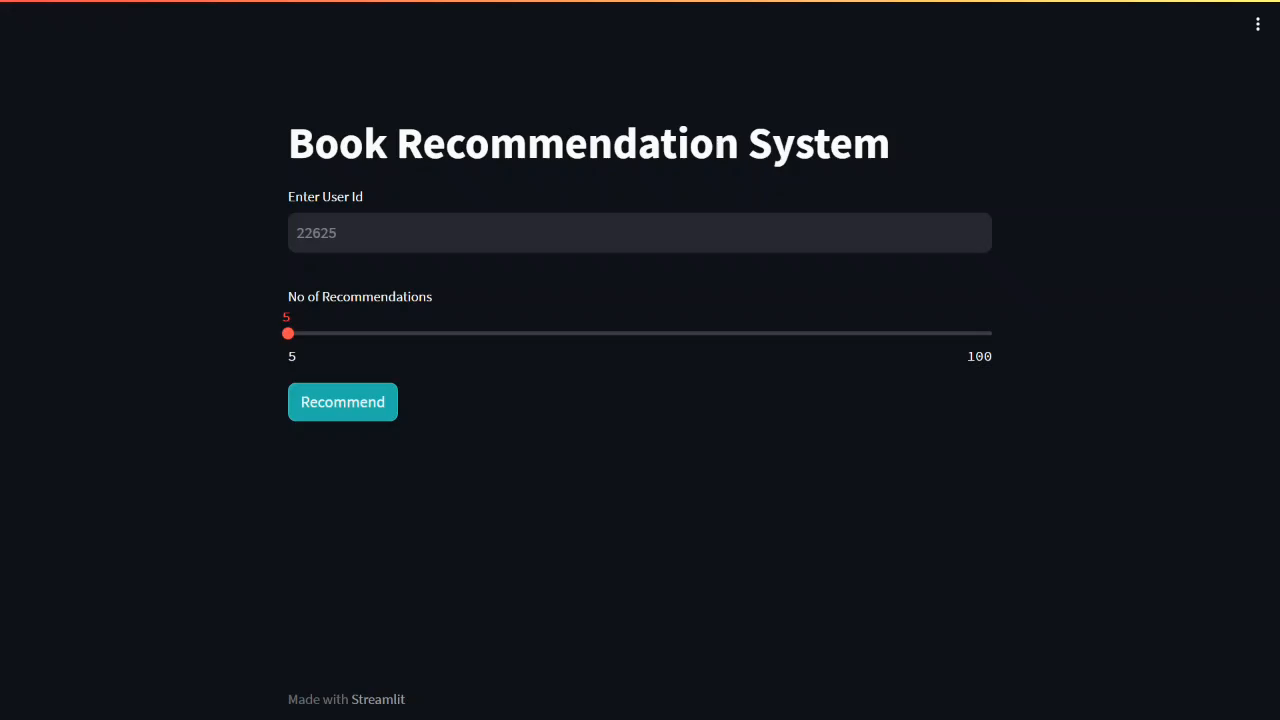 Book Recommendation System
Enter User Id
22625
No of Recommendations
5
5 100
Recommend
Made with Streamlit